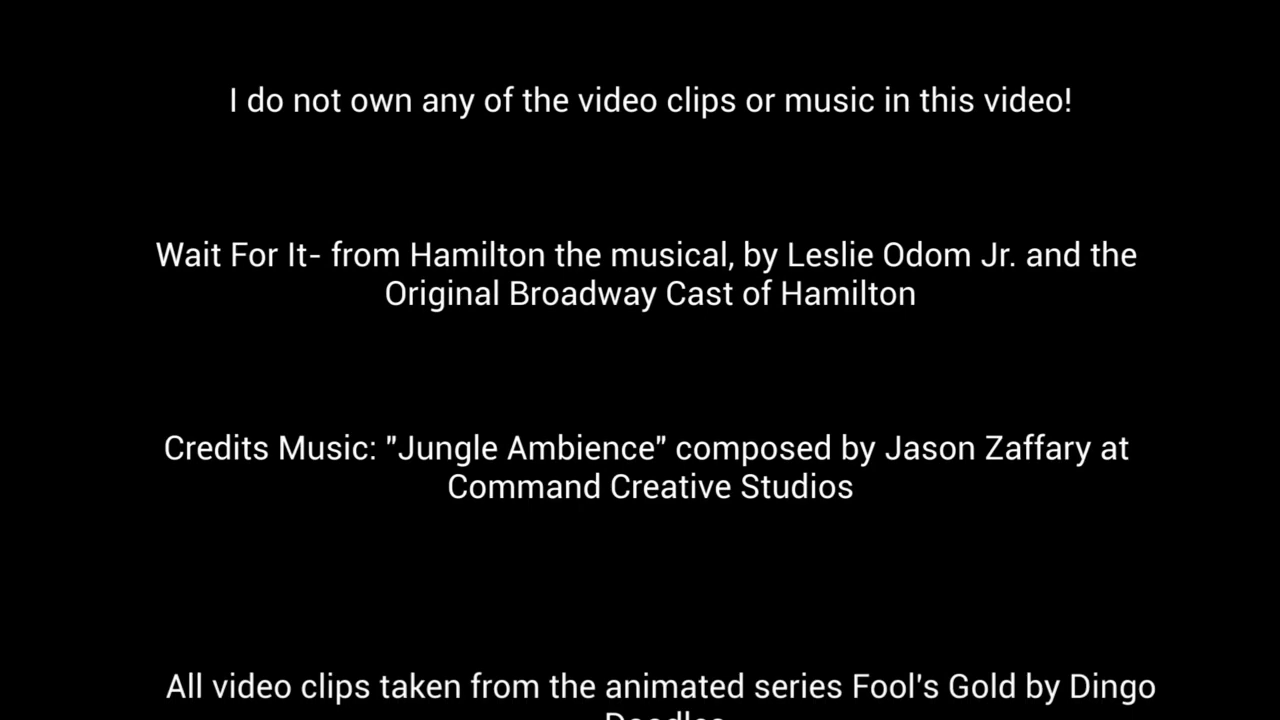 I do not own any of the video clips or music in this video!
Wait For It- from Hamilton the musical, by Leslie Odom Jr. and the
Original Broadway Cast of Hamilton
Credits Music: "Jungle Ambience" composed by Jason Zaffary at
Command Creative Studios
All video clips taken from the animated series Fool's Gold by Dingo